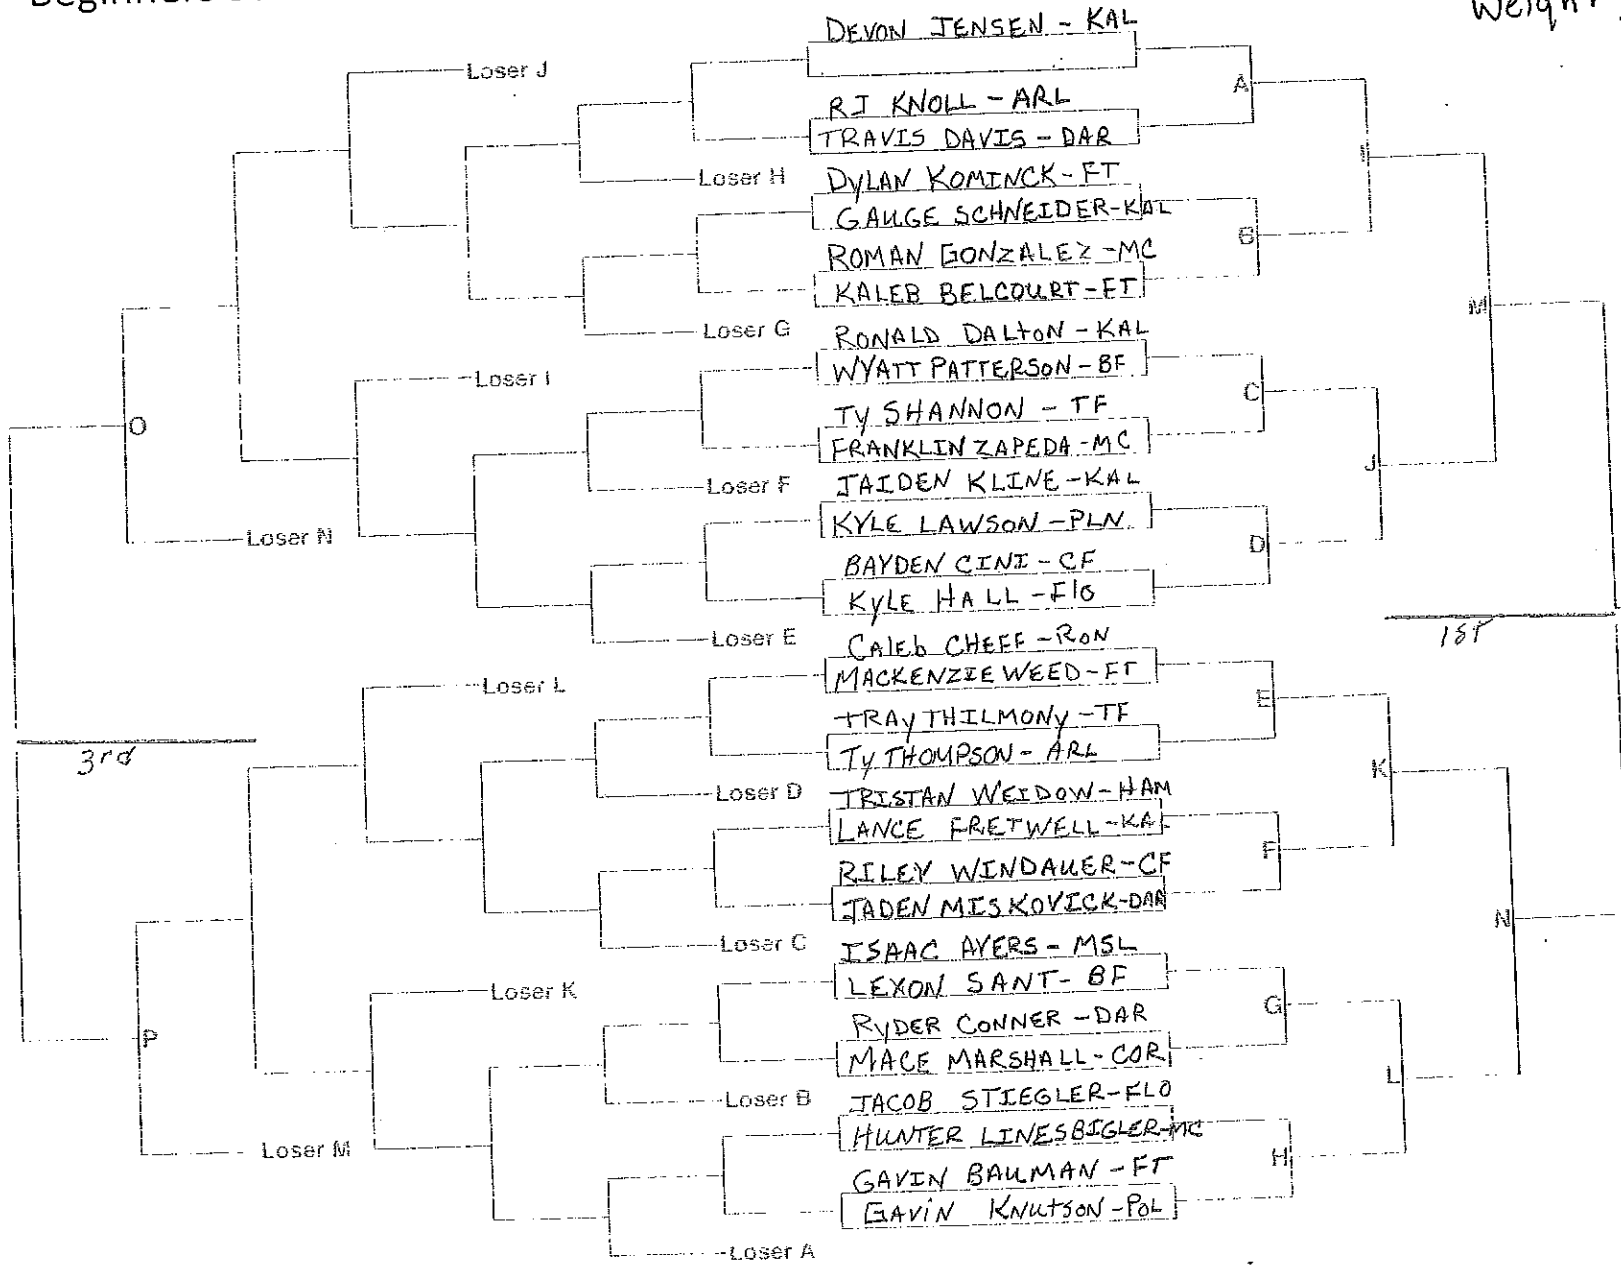 Weight
DEVON JENSEN - KAL
Loser J
A
RJ KNOLL - ARL
TRAVIS DAVIS - DAR
I
Loser H
DYLAN KOMINCK - FT
GAUGE SCHNEIDER-KAL
B
ROMAN GONZALEZ - MC
KALEB BELCOURT - FT
M
Loser G
RONALD DALTON - KAL
WYATT PATTERSON - BF
Loser I
C
TY SHANNON - TF
O
FRANKLIN ZAPEDA - MC
J
Loser F
JAIDEN KLINE - KAL
KYLE LAWSON - PLN.
Loser N
D
BAYDEN CINI - CF
KYLE HALL - FlO
1ST
Loser E
CALEB CHEFF - RON
MACKENZIE WEED - FT
Loser L
E
TRAY THILMONY - TF
TY THOMPSON - ARL
3rd
K
Loser D
TRISTAN WEIDOW - HAM
LANCE FRETWELL - KAL
F
RILEY WINDAUER - CF
JADEN MISKOVICK-DAR
N
Loser C
ISAAC AYERS - MSL
LEXON SANT - BF
Loser K
G
RYDER CONNER - DAR
P
MACE MARSHALL - COR
L
Loser B
JACOB STIEGLER - FLO
HUNTER LINESBIGLER-MC
Loser M
H
GAVIN BAUMAN - FT
GAVIN KNUTSON - POL
Loser A